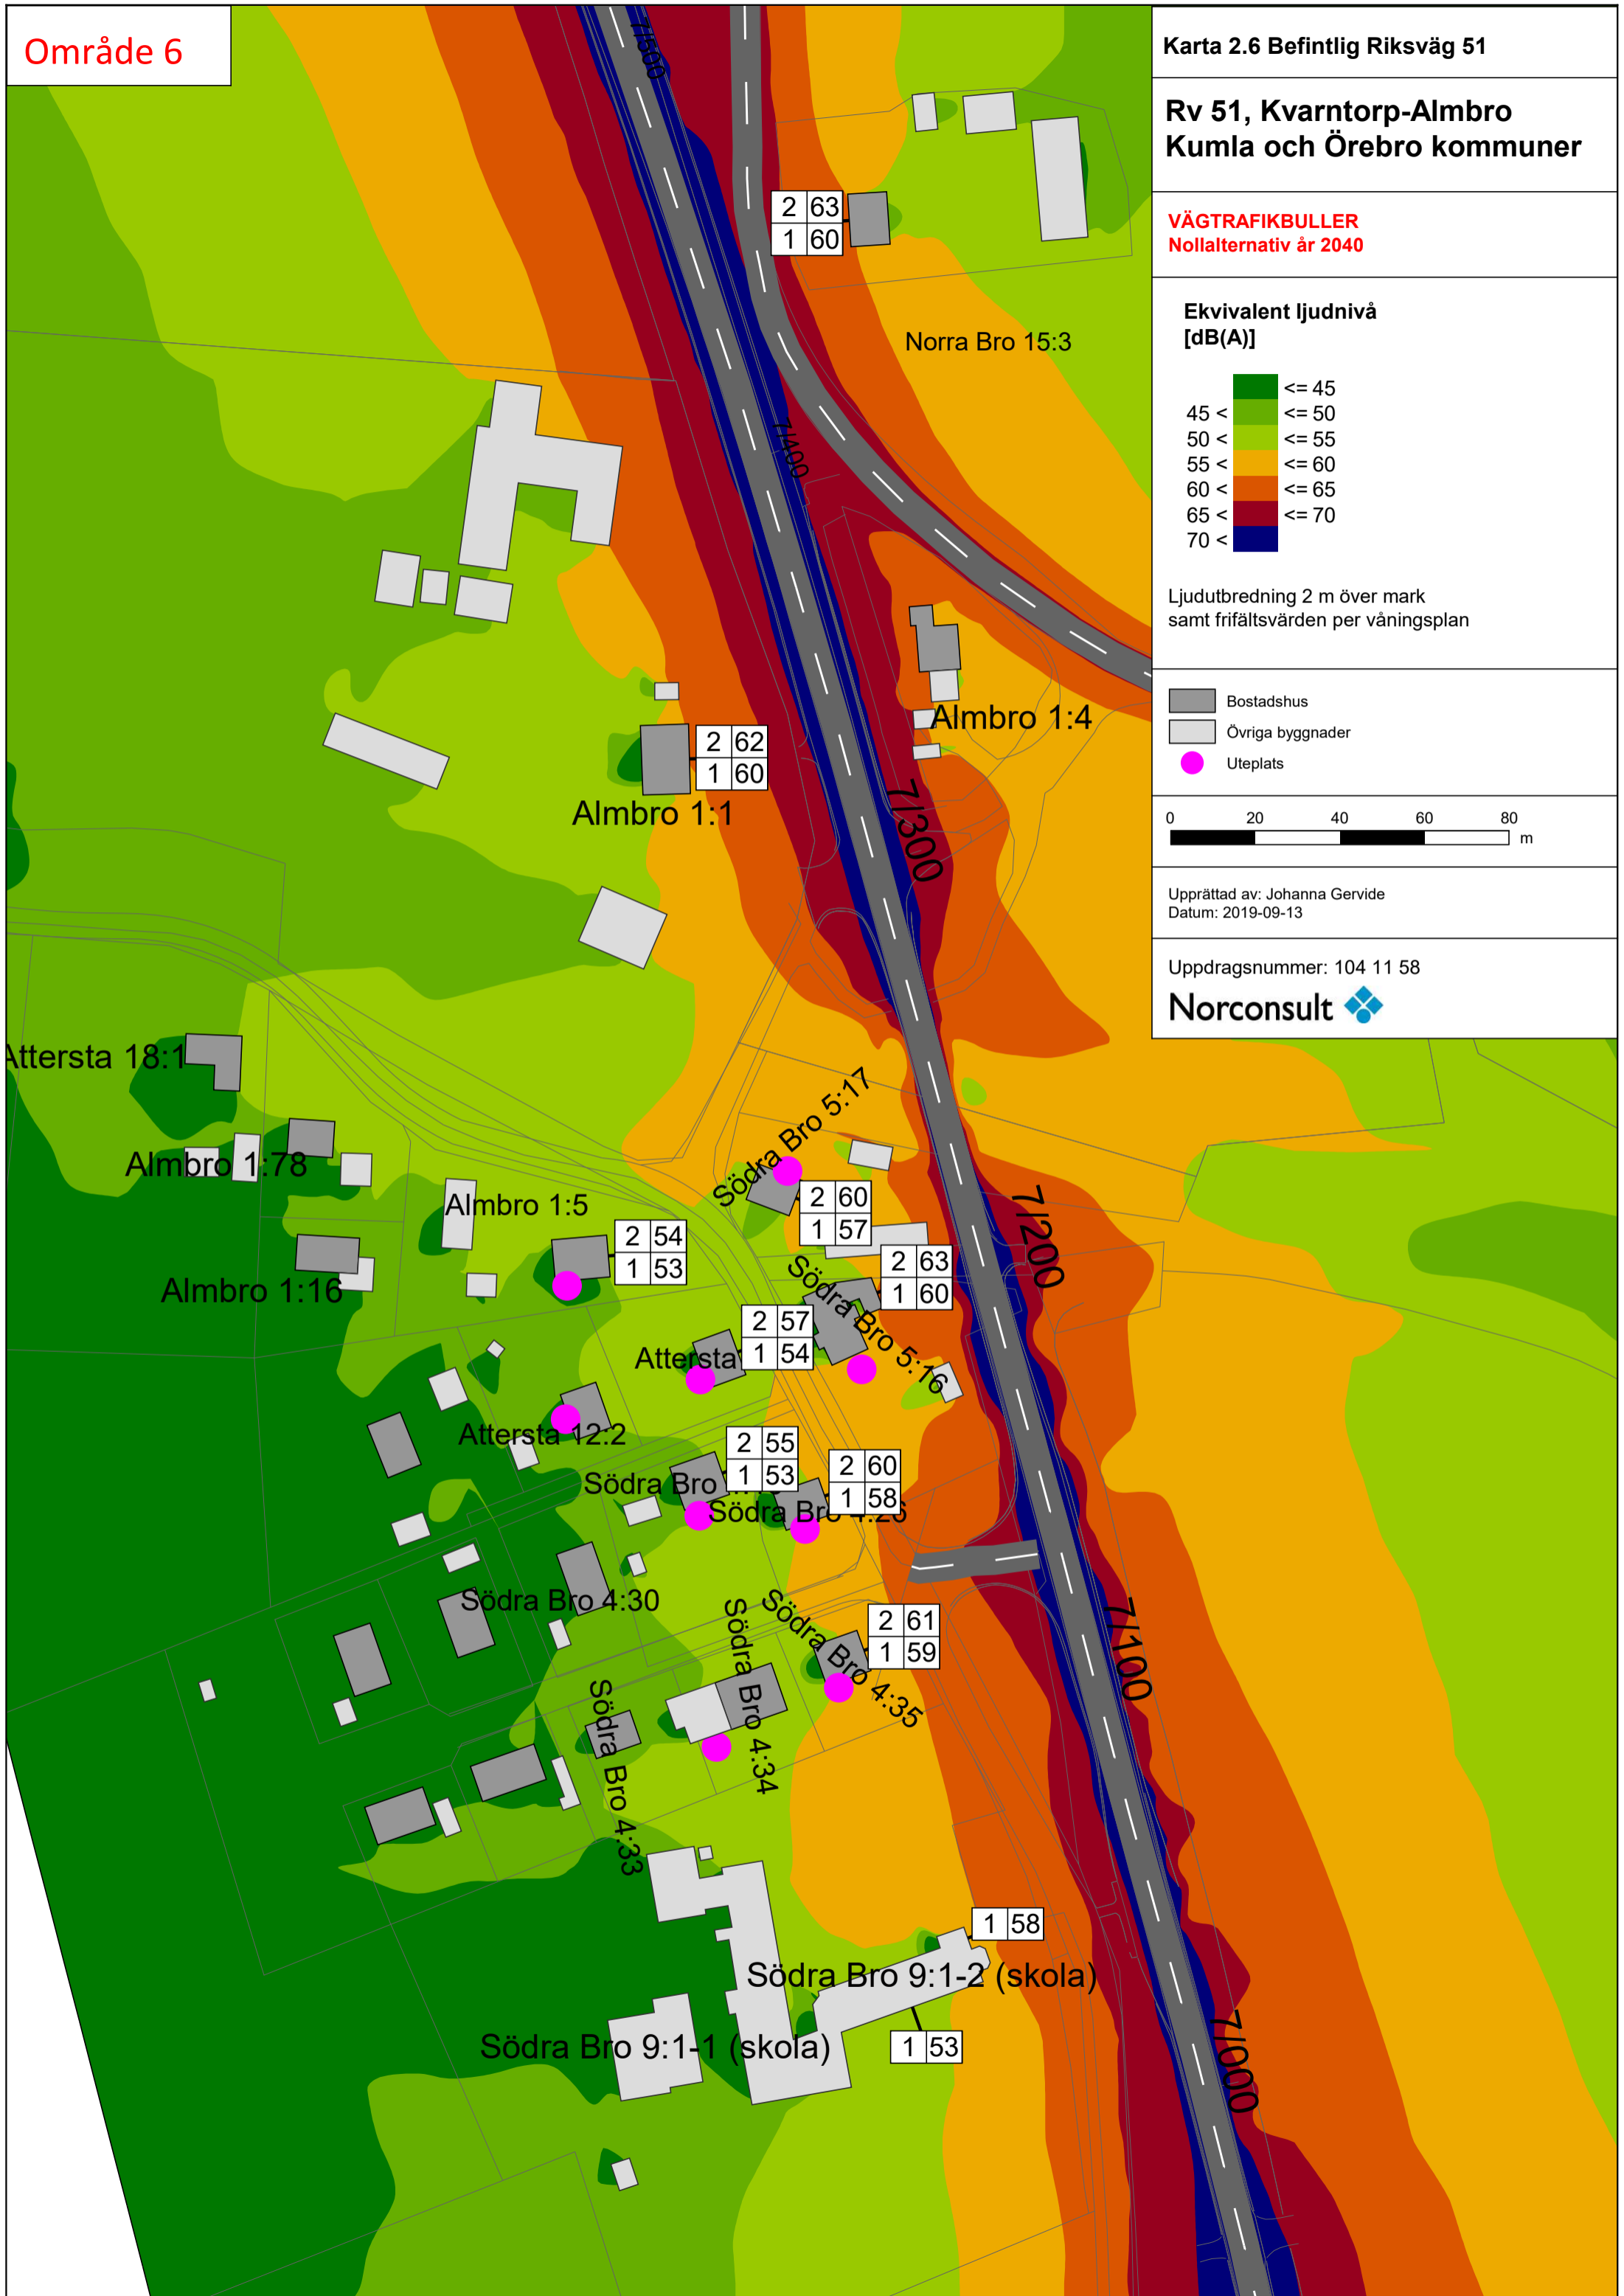 Område 6
Karta 2.6 Befintlig Riksväg 51
Rv 51, Kvarntorp-Almbro
Kumla och Örebro kommuner
VÄGTRAFIKBULLER
Nollalternativ år 2040
Ekvivalent ljudnivå
[dB(A)]
<= 45
45 < <= 50
50 < <= 55
55 < <= 60
60 < <= 65
65 < <= 70
70 <
Ljudutbredning 2 m över mark
samt frifältsvärden per våningsplan
Bostadshus
Övriga byggnader
Uteplats
0 20 40 60 80
m
Upprättad av: Johanna Gervide
Datum: 2019-09-13
Uppdragsnummer: 104 11 58
Norconsult
7/500
2 63
1 60
Norra Bro 15:3
7/400
Almbro 1:4
2 62
1 60
Almbro 1:1
7/300
Attersta 18:1
Södra Bro 5:17
Almbro 1:78
Almbro 1:5
2 60
1 57
7/200
2 54
1 53
Almbro 1:16
2 63
1 60
Södra Bro 5:16
2 57
1 54
Attersta
Attersta 12:2
2 55
1 53
Södra Bro
2 60
1 58
Södra Bro 4:26
Södra Bro 4:30
2 61
1 59
Södra Bro 4:35
7/100
Södra Bro 4:34
Södra Bro 4:33
1 58
Södra Bro 9:1-2 (skola)
Södra Bro 9:1-1 (skola)
1 53
7/000